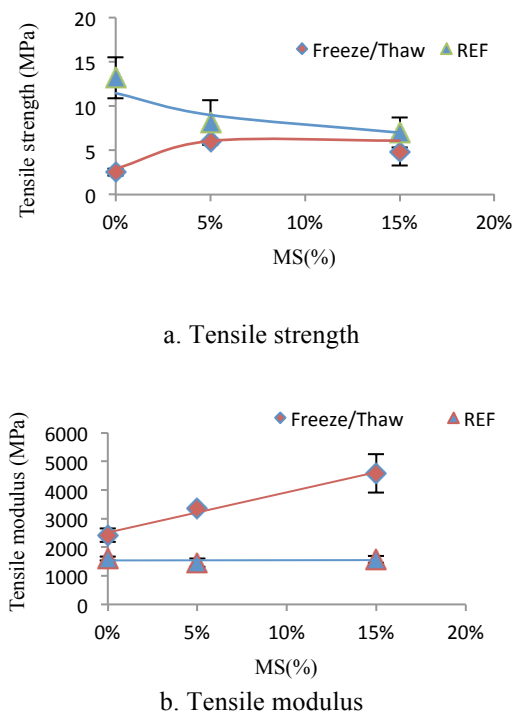 20
15
10
5
0
Tensile strength (MPa)
Freeze/Thaw REF
0% 5% 10% 15% 20%
MS(%)
a. Tensile strength
Freeze/Thaw REF
6000
5000
4000
3000
2000
1000
0
Tensile modulus (MPa)
0% 5% 10% 15% 20%
MS(%)
b. Tensile modulus